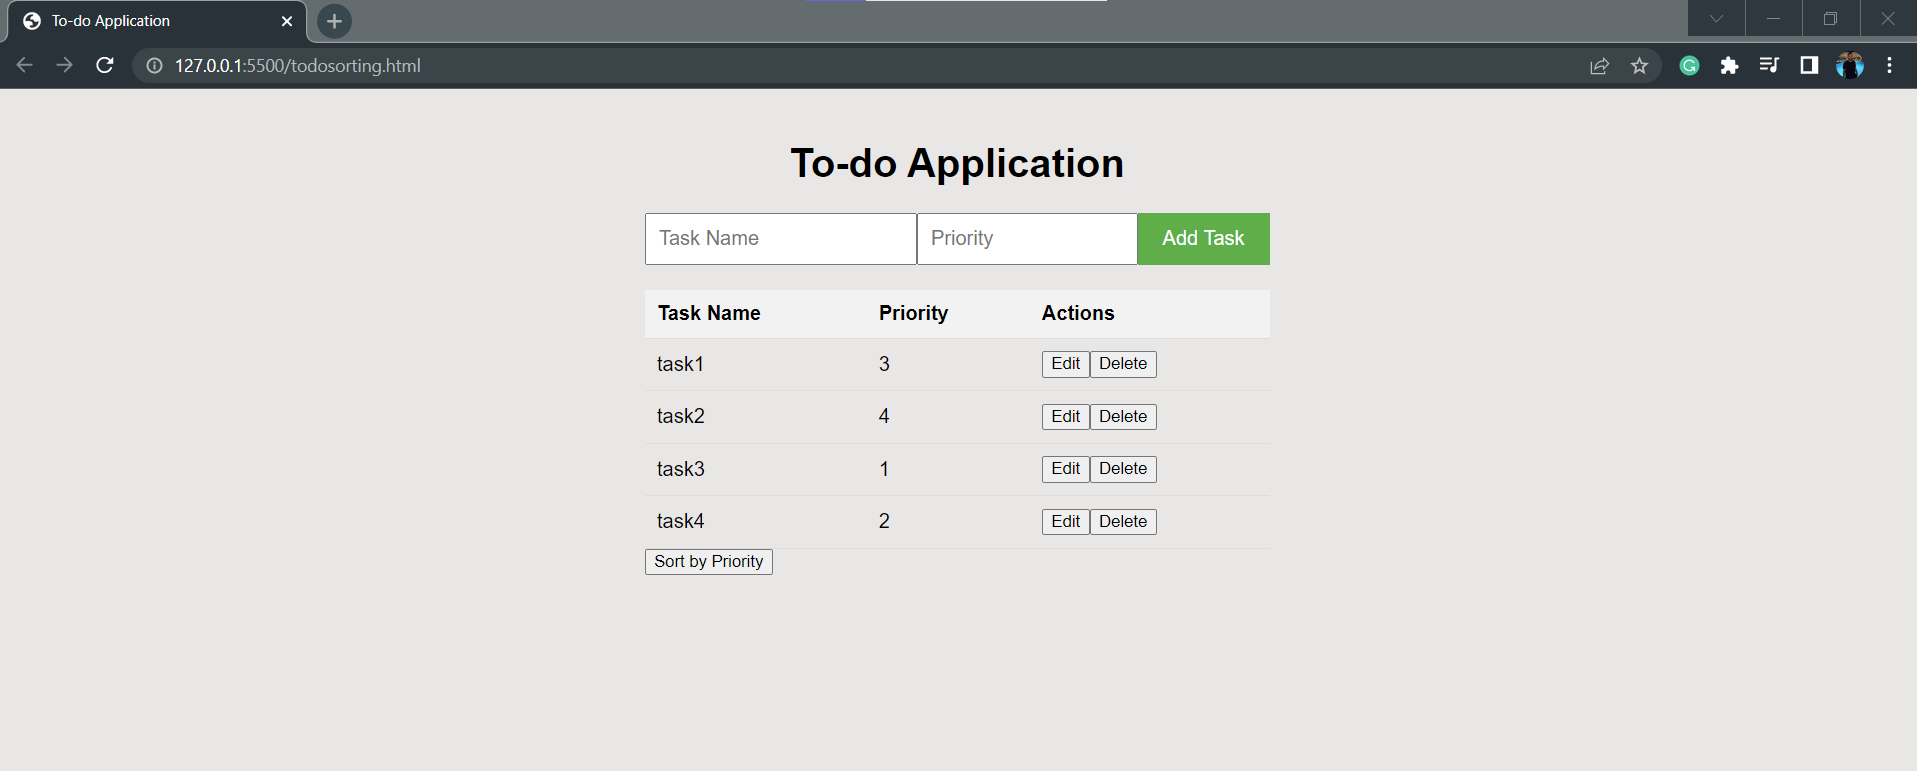 To-do Application
127.0.0.1:5500/todosorting.html
To-do Application
Task Name Priority Add Task
Task Name Priority Actions
task1 3 Edit Delete
task2 4 Edit Delete
task3 1 Edit Delete
task4 2 Edit Delete
Sort by Priority